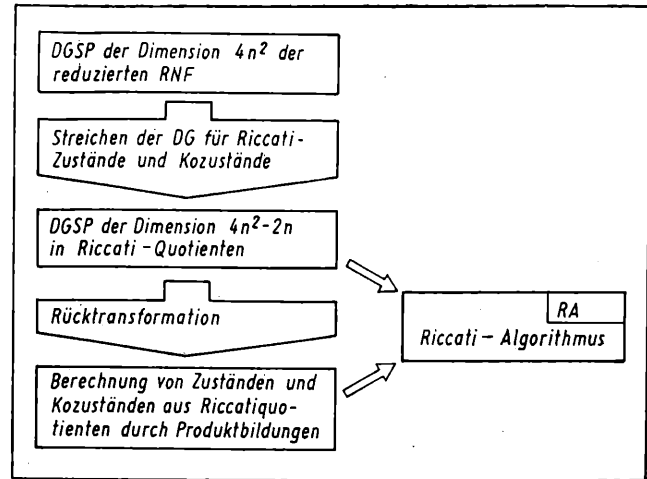 DGSP der Dimension 4n² der
reduzierten RNF
Streichen der DG für Riccati-
Zustände und Kozustände
DGSP der Dimension 4n²-2n
in Riccati-Quotienten
Rücktransformation
Berechnung von Zuständen und
Kozuständen aus Riccatiquo-
tienten durch Produktbildungen
RA
Riccati-Algorithmus